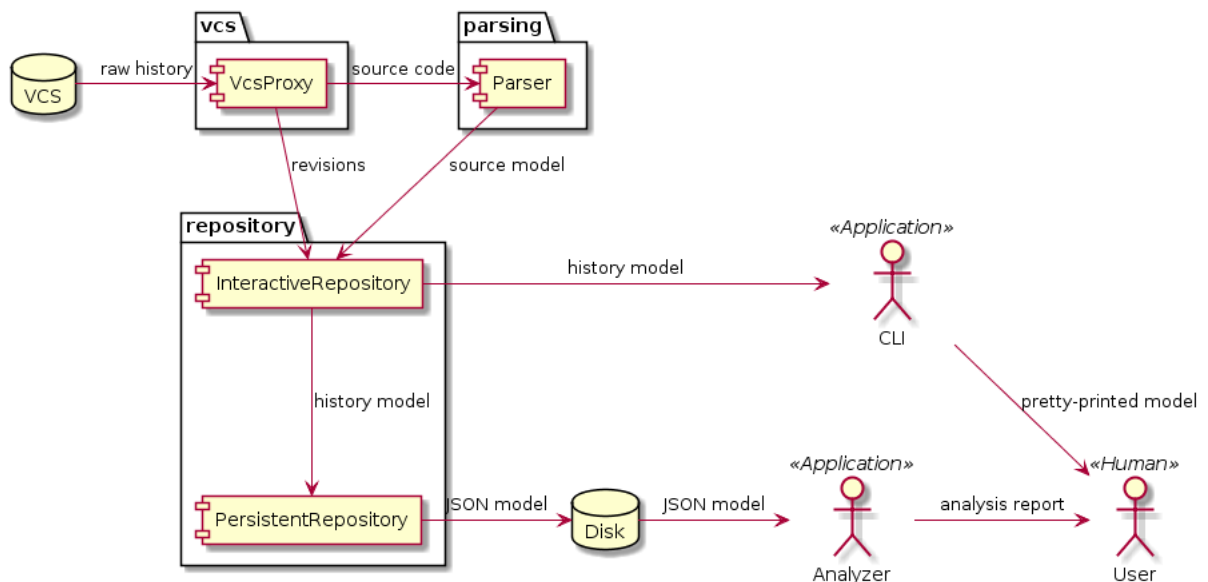 vcs
parsing
raw history
source code
VCS
VcsProxy
Parser
revisions
source model
repository
«Application»
InteractiveRepository
history model
CLI
history model
pretty-printed model
«Application»
«Human»
PersistentRepository
JSON model
Disk
JSON model
analysis report
Analyzer
User